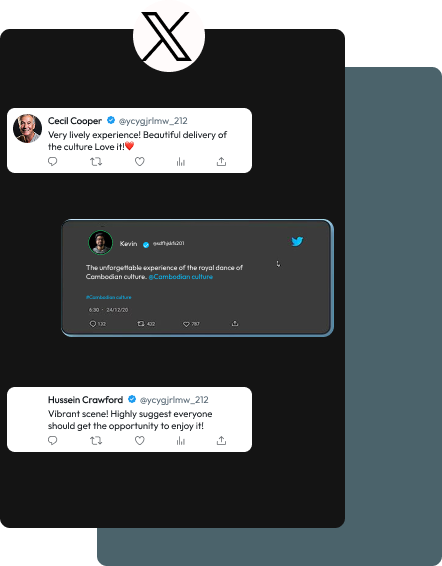 Cecil Cooper @ycygjrlmw_212
Very lively experience! Beautiful delivery of
the culture Love it!❤️
Kevin
The unforgettable experience of the royal dance of
Cambodian culture. @Cambodian culture
#Cambodian culture
5:30 · 24/12/20
132 432 787
Hussein Crawford @ycygjrlmw_212
Vibrant scene! Highly suggest everyone
should get the opportunity to enjoy it!